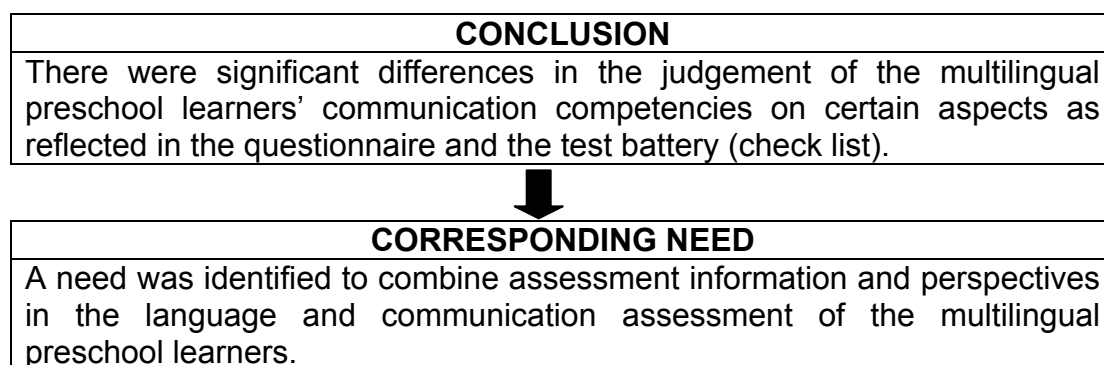 CONCLUSION
There were significant differences in the judgement of the multilingual
preschool learners’ communication competencies on certain aspects as
reflected in the questionnaire and the test battery (check list).
CORRESPONDING NEED
A need was identified to combine assessment information and perspectives
in the language and communication assessment of the multilingual
preschool learners.